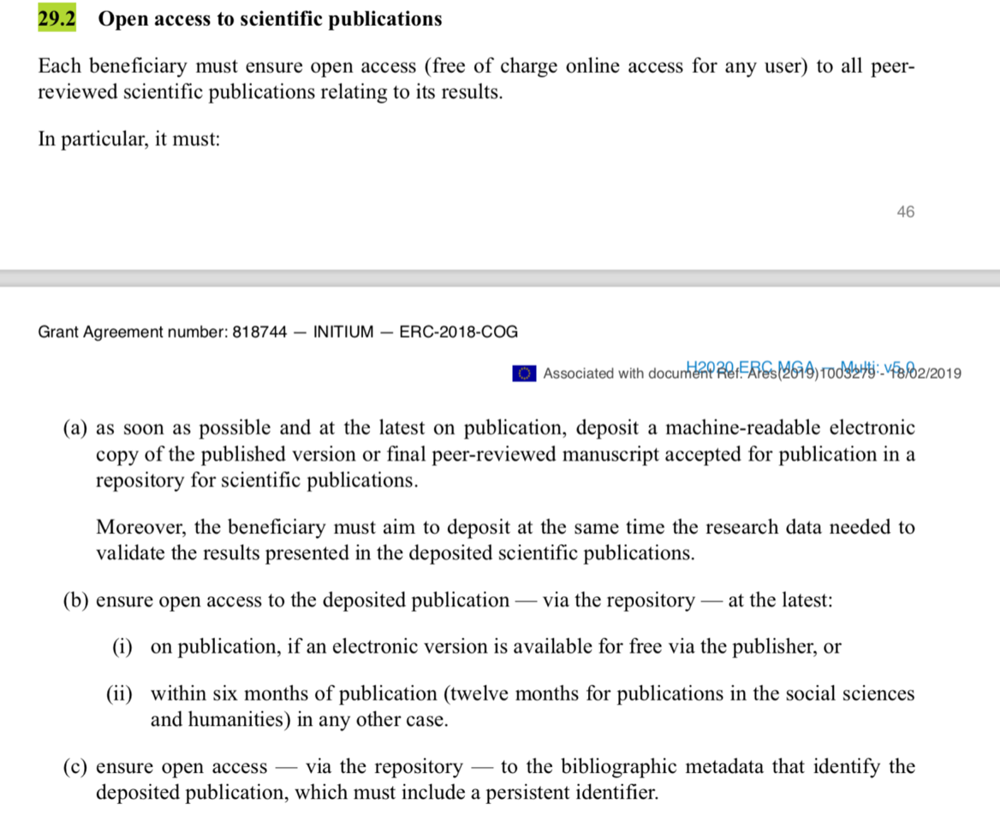 29.2 Open access to scientific publications
Each beneficiary must ensure open access (free of charge online access for any user) to all peer-
reviewed scientific publications relating to its results.
In particular, it must:
46
Grant Agreement number: 818744 — INITIUM — ERC-2018-COG
H2020 ERC MGA — Multi: v5.0
Associated with document Ref. Ares(2019)1003279 - 18/02/2019
(a) as soon as possible and at the latest on publication, deposit a machine-readable electronic
copy of the published version or final peer-reviewed manuscript accepted for publication in a
repository for scientific publications.
Moreover, the beneficiary must aim to deposit at the same time the research data needed to
validate the results presented in the deposited scientific publications.
(b) ensure open access to the deposited publication — via the repository — at the latest:
(i) on publication, if an electronic version is available for free via the publisher, or
(ii) within six months of publication (twelve months for publications in the social sciences
and humanities) in any other case.
(c) ensure open access — via the repository — to the bibliographic metadata that identify the
deposited publication, which must include a persistent identifier.